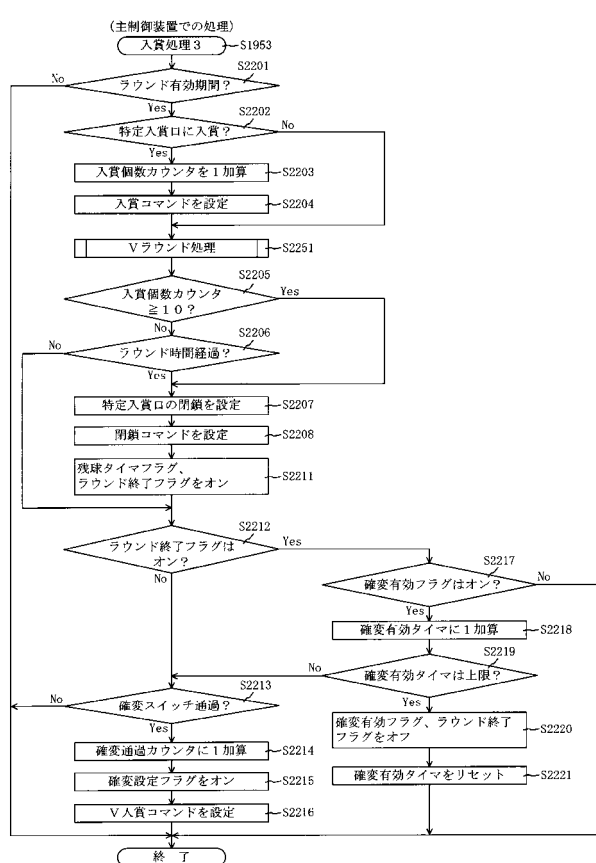 (主制御装置での処理)
入賞処理3
S1953
S2201
No
ラウンド有効期間?
Yes
S2202
特定入賞口に入賞?
No
Yes
入賞個数カウンタを1加算
S2203
入賞コマンドを設定
S2204
Vラウンド処理
S2251
S2205
入賞個数カウンタ
≧10?
Yes
No
S2206
No
ラウンド時間経過?
Yes
特定入賞口の閉鎖を設定
S2207
閉鎖コマンドを設定
S2208
残球タイマフラグ、
ラウンド終了フラグをオン
S2211
S2212
ラウンド終了フラグは
オン?
Yes
No
S2217
確変有効フラグはオン?
No
Yes
確変有効タイマに1加算
S2218
S2219
No
確変有効タイマは上限?
Yes
S2213
No
確変スイッチ通過?
Yes
確変有効フラグ、ラウンド終了
フラグをオフ
S2220
確変通過カウンタに1加算
S2214
確変設定フラグをオン
S2215
確変有効タイマをリセット
S2221
V入賞コマンドを設定
S2216
終 了